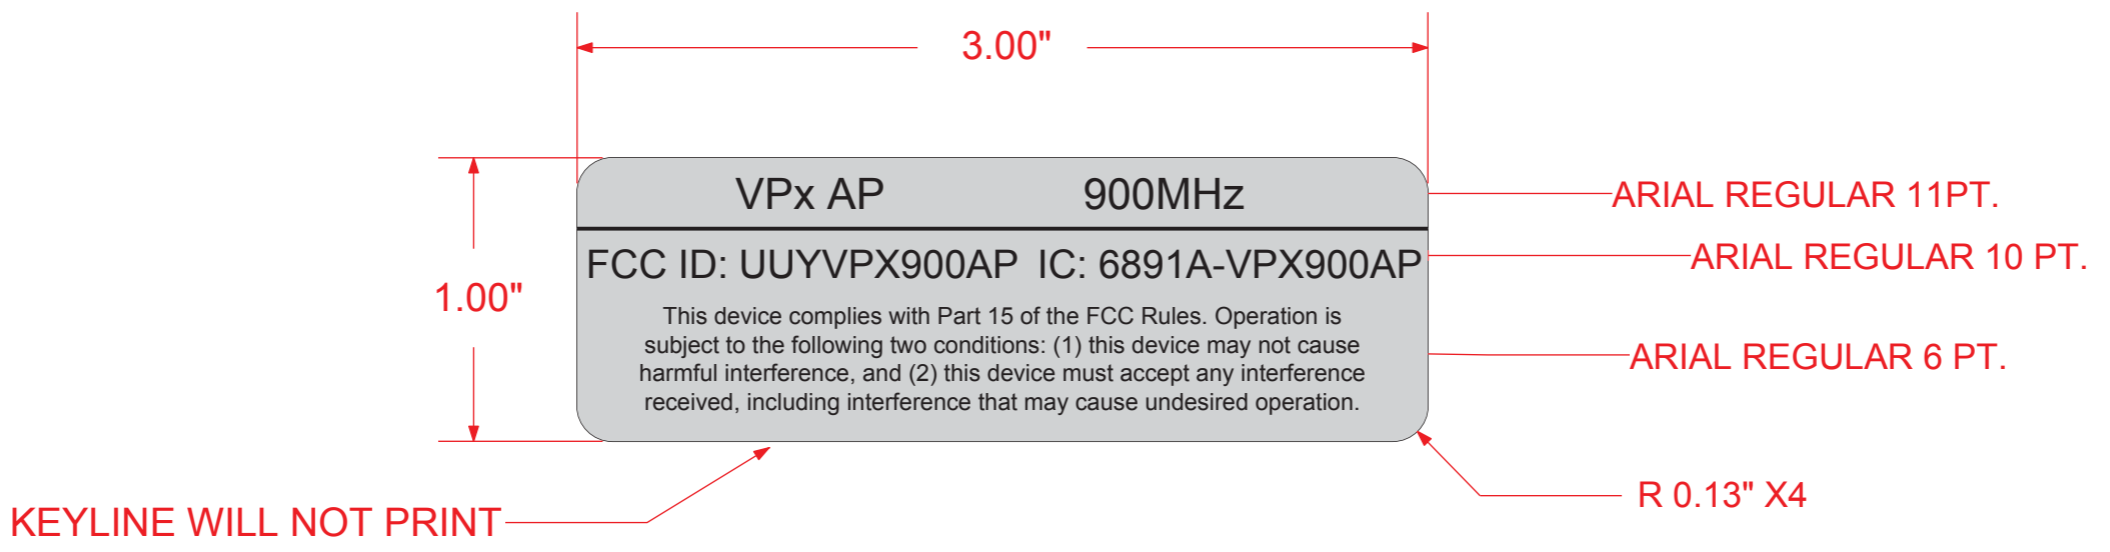 3.00"
VPx AP 900MHz
ARIAL REGULAR 11PT.
FCC ID: UUYVPX900AP IC: 6891A-VPX900AP
ARIAL REGULAR 10 PT.
1.00"
This device complies with Part 15 of the FCC Rules. Operation is
subject to the following two conditions: (1) this device may not cause
harmful interference, and (2) this device must accept any interference
received, including interference that may cause undesired operation.
ARIAL REGULAR 6 PT.
R 0.13" X4
KEYLINE WILL NOT PRINT